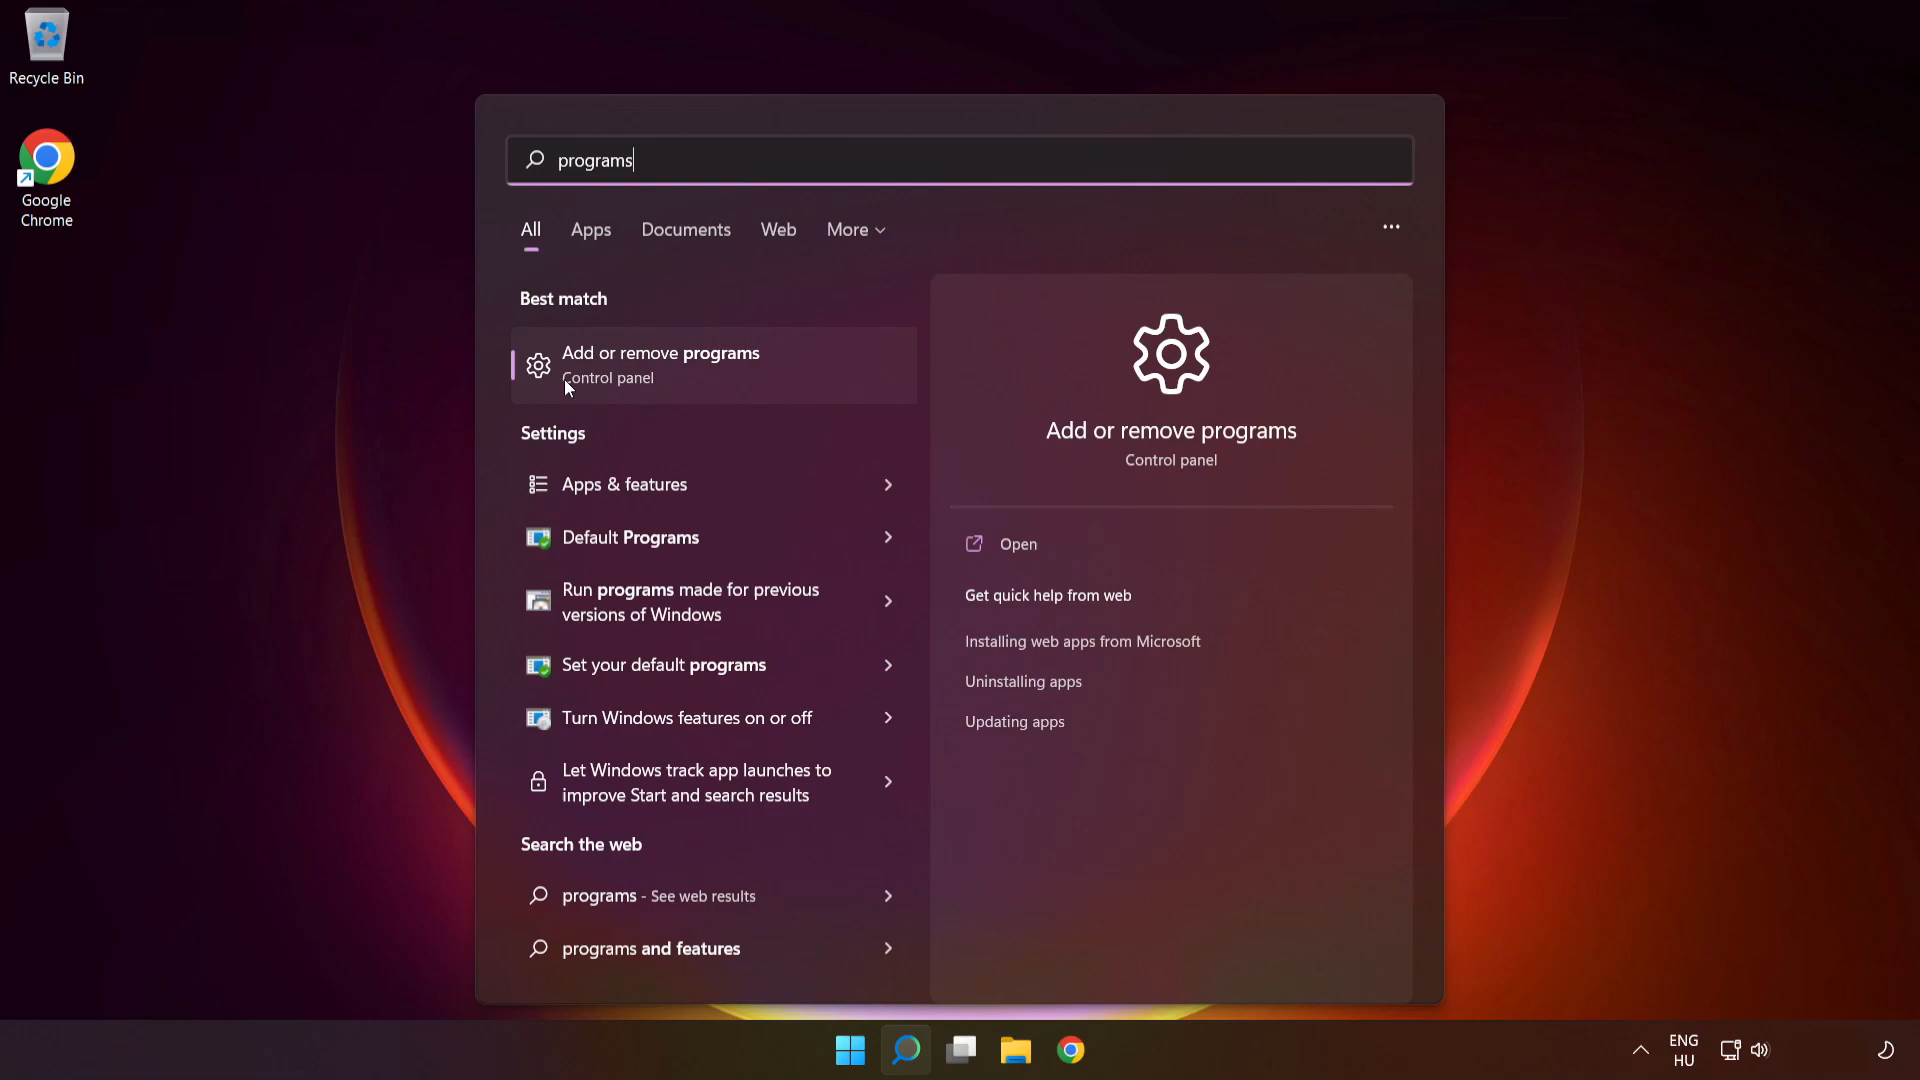 Recycle Bin
Google
Chrome
programs
All
Apps
Documents
Web
More
Best match
Add or remove programs
Control panel
Settings
Apps & features
Default Programs
Run programs made for previous
versions of Windows
Set your default programs
Turn Windows features on or off
Let Windows track app launches to
improve Start and search results
Search the web
programs - See web results
programs and features
Add or remove programs
Control panel
Open
Get quick help from web
Installing web apps from Microsoft
Uninstalling apps
Updating apps
ENG
HU